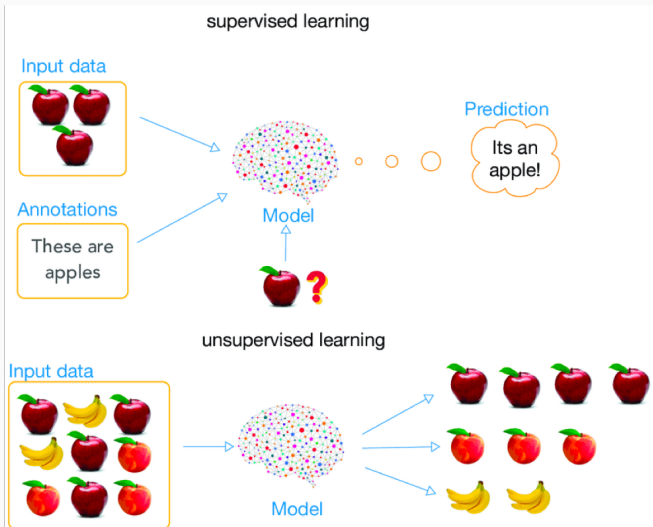 supervised learning
Input data
Prediction
Its an
apple!
Annotations
Model
These are
apples
?
unsupervised learning
Input data
Model